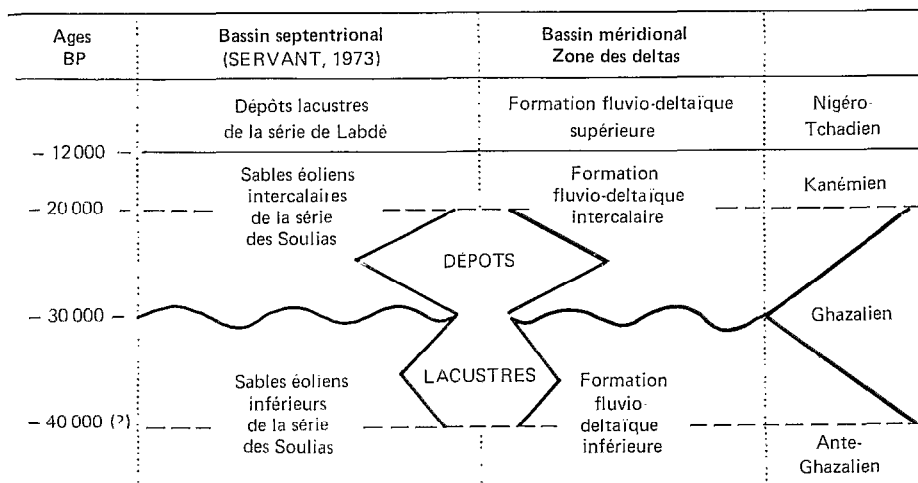 Ages
BP
Bassin septentrional
(SERVANT, 1973)
Bassin méridional
Zone des deltas
Dépôts lacustres
de la série de Labdé
Formation fluvio-deltaïque
supérieure
Nigéro-
Tchadien
– 12 000 –
Sables éoliens
intercalaires
de la série
des Soulias
Formation
fluvio-deltaïque
intercalaire
Kanémien
– 20 000
DÉPOTS
– 30 000 –
Ghazalien
LACUSTRES
Sables éoliens
inférieurs
de la série
des Soulias
Formation
fluvio-
deltaïque
inférieure
– 40 000 (?)
Ante-
Ghazalien